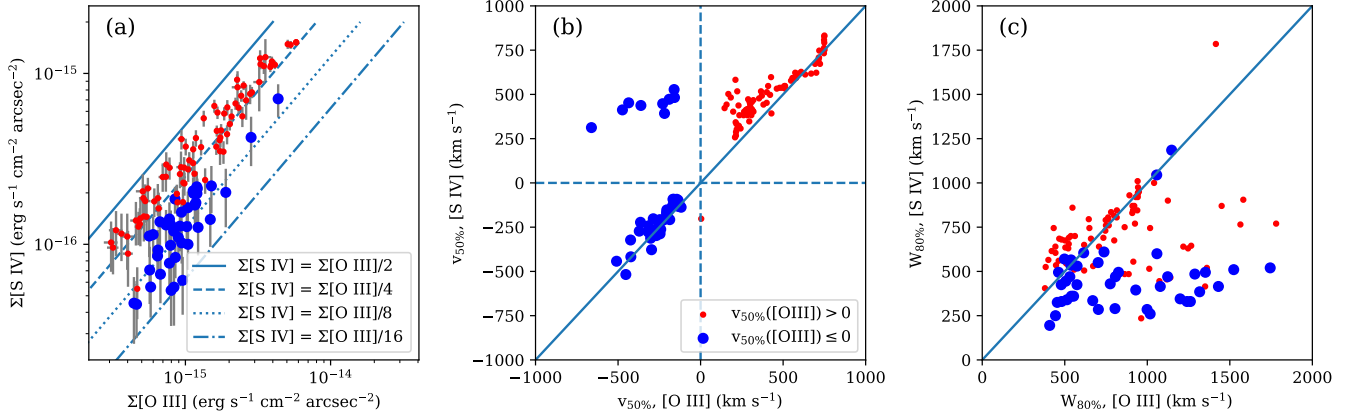 (a)
10⁻¹⁵
10⁻¹⁶
Σ[S IV] (erg s⁻¹ cm⁻² arcsec⁻²)
Σ[S IV] = Σ[O III]/2
Σ[S IV] = Σ[O III]/4
Σ[S IV] = Σ[O III]/8
Σ[S IV] = Σ[O III]/16
10⁻¹⁵
10⁻¹⁴
Σ[O III] (erg s⁻¹ cm⁻² arcsec⁻²)
(b)
1000
750
500
250
0
−250
−500
−750
−1000
v₅₀%, [S IV] (km s⁻¹)
v₅₀%([OIII]) > 0
v₅₀%([OIII]) ≤ 0
−1000
−500
0
500
1000
v₅₀%, [O III] (km s⁻¹)
(c)
2000
1750
1500
1250
1000
750
500
250
0
W₈₀%, [S IV] (km s⁻¹)
0
500
1000
1500
2000
W₈₀%, [O III] (km s⁻¹)